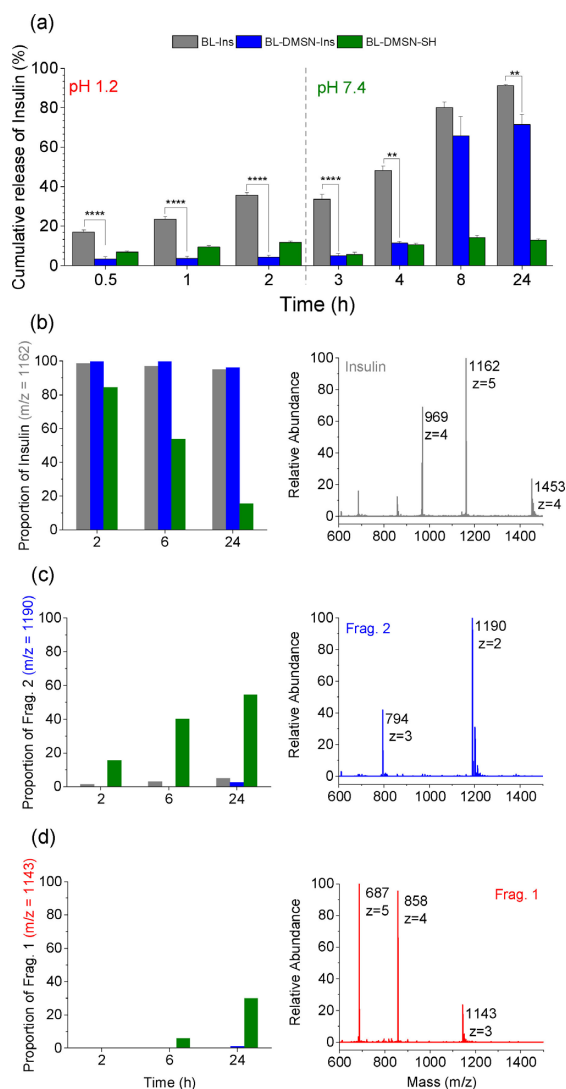 (a)
BL-Ins BL-DMSN-Ins BL-DMSN-SH
Cumulative release of Insulin (%)
100
80
60
40
20
0
pH 1.2
pH 7.4
****
****
****
****
**
**
0.5 1 2 3 4 8 24
Time (h)
(b)
Proportion of Insulin (m/z = 1162)
100
80
60
40
20
0
2 6 24
Relative Abundance
100
80
60
40
20
0
Insulin
1162
z=5
969
z=4
1453
z=4
600 800 1000 1200 1400
(c)
Proportion of Frag. 2 (m/z = 1190)
100
80
60
40
20
0
2 6 24
Relative Abundance
100
80
60
40
20
0
Frag. 2
1190
z=2
794
z=3
600 800 1000 1200 1400
(d)
Proportion of Frag. 1 (m/z = 1143)
100
80
60
40
20
0
2 6 24
Time (h)
Relative Abundance
100
80
60
40
20
0
687
z=5
858
z=4
Frag. 1
1143
z=3
600 800 1000 1200 1400
Mass (m/z)